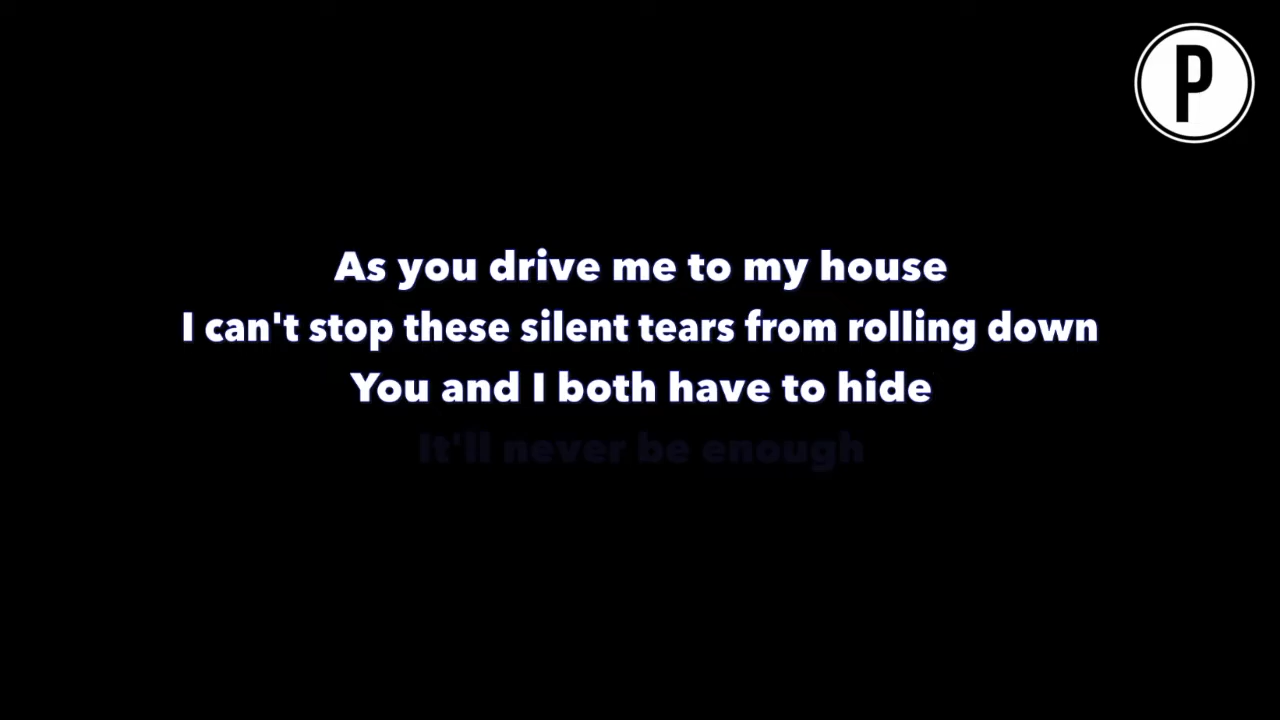 P
As you drive me to my house
I can't stop these silent tears from rolling down
You and I both have to hide
It'll never be enough